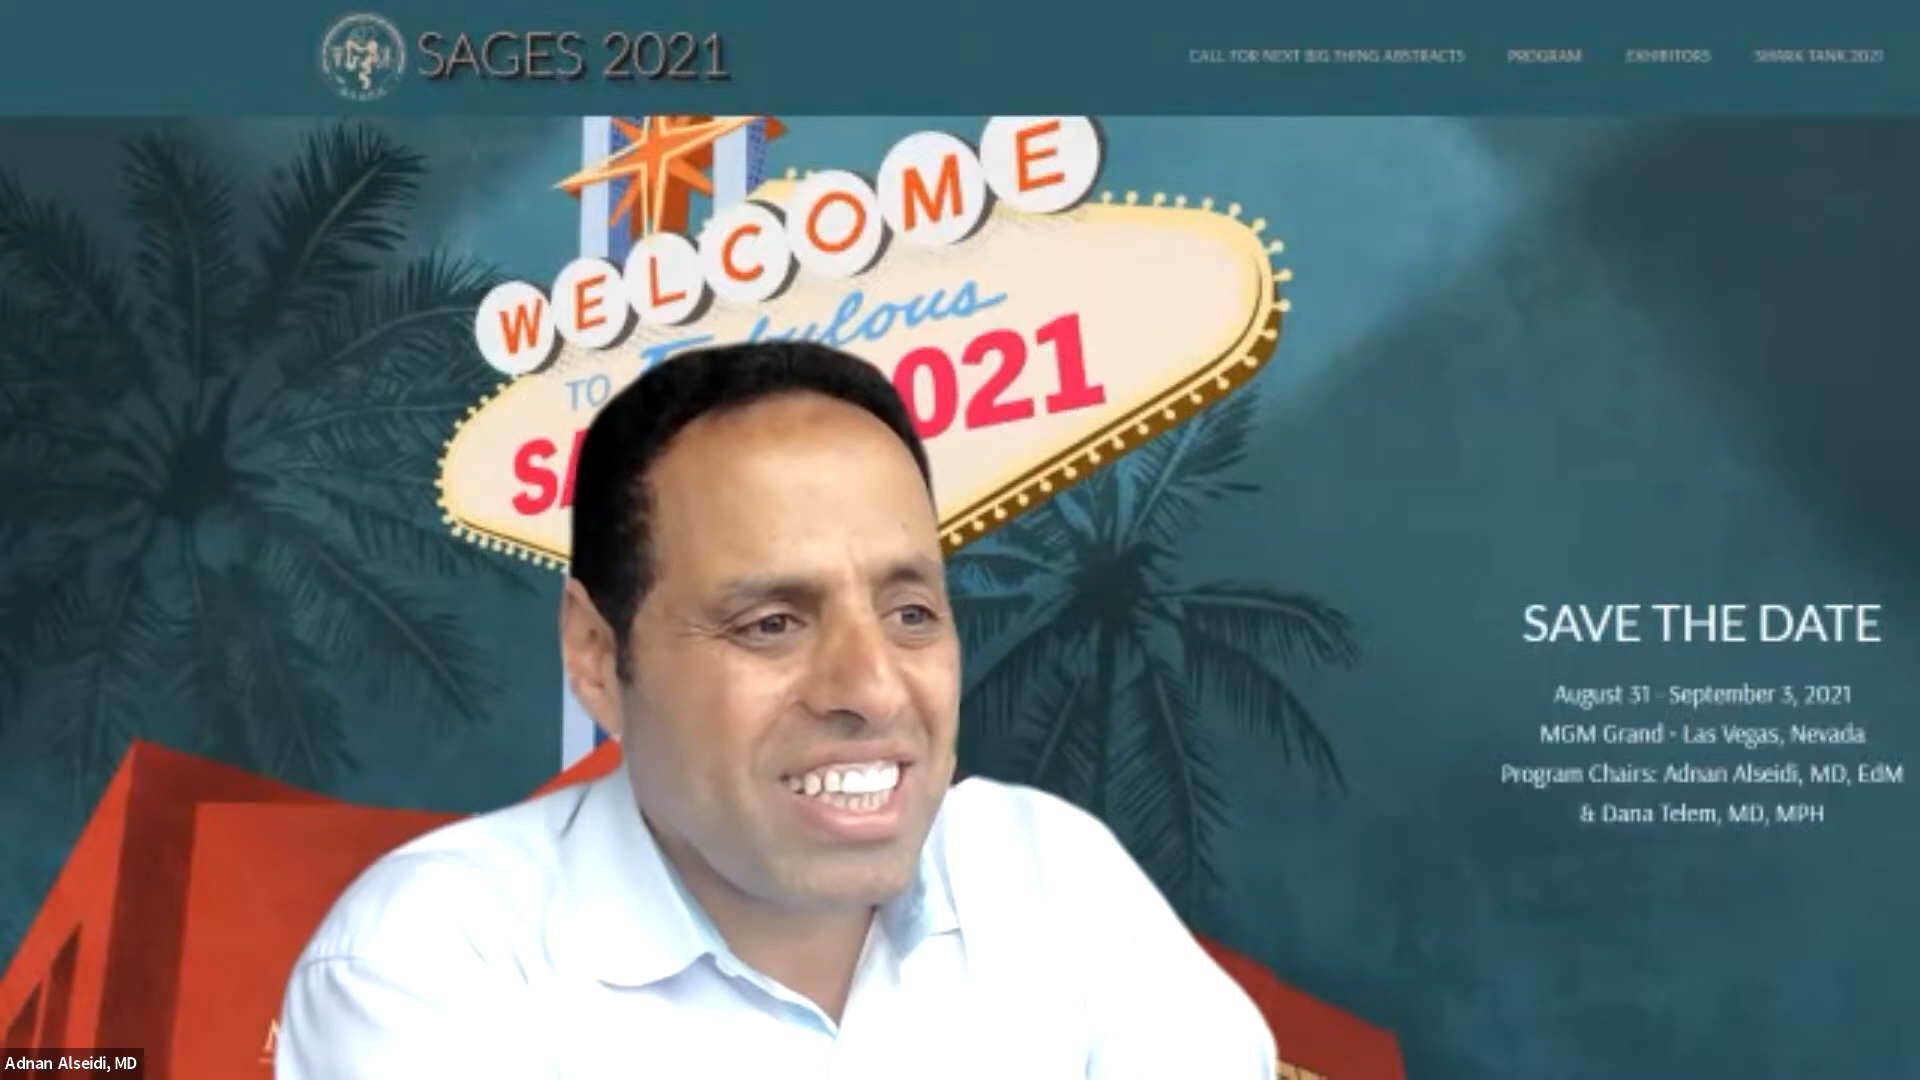 SAGES 2021
CALL FOR NEXT BIG THING ABSTRACTS
PROGRAM
EXHIBITORS
SHARK TANK 2021
WELCOME
TO Fabulous
SA 021
SAVE THE DATE
August 31 - September 3, 2021
MGM Grand • Las Vegas, Nevada
Program Chairs: Adnan Alseidi, MD, EdM
& Dana Telem, MD, MPH
Adnan Alseidi, MD